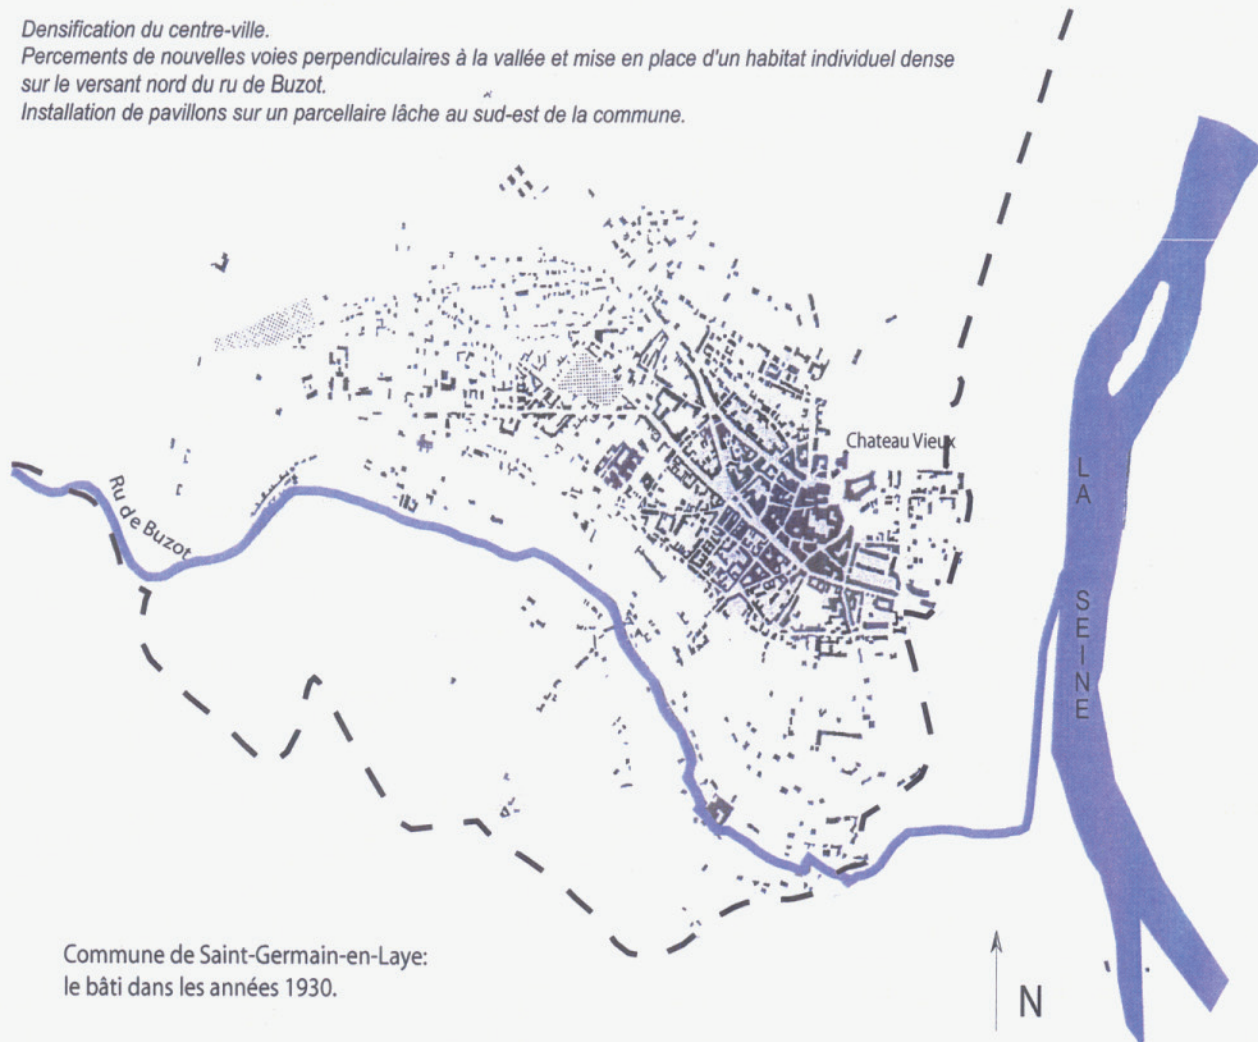 Densification du centre-ville.
Percements de nouvelles voies perpendiculaires à la vallée et mise en place d'un habitat individuel dense
sur le versant nord du ru de Buzot.
Installation de pavillons sur un parcellaire lâche au sud-est de la commune.
Chateau Vieux
Ru de Buzot
LA SEINE
Commune de Saint-Germain-en-Laye:
le bâti dans les années 1930.
N